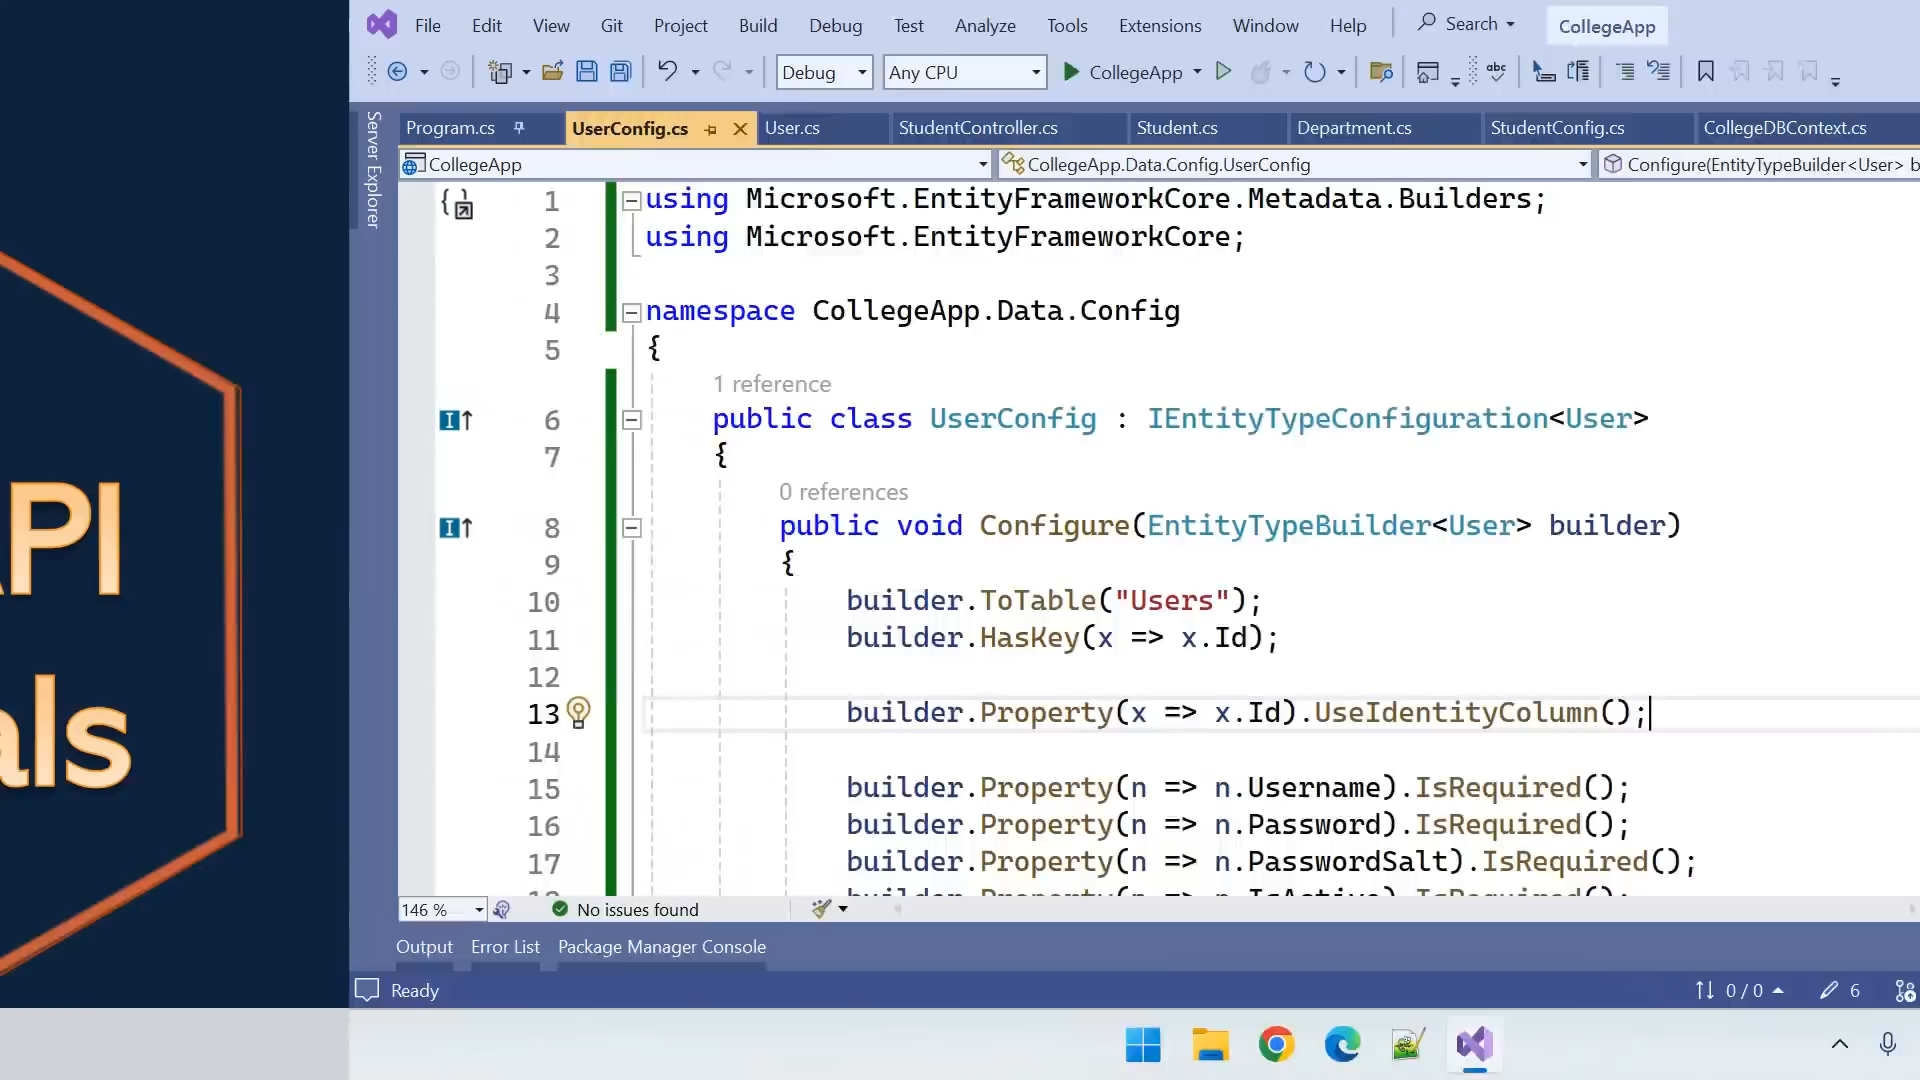 PI
als
File Edit View Git Project Build Debug Test Analyze Tools Extensions Window Help Search CollegeApp
Debug Any CPU CollegeApp
Server Explorer
Program.cs UserConfig.cs User.cs StudentController.cs Student.cs Department.cs StudentConfig.cs CollegeDBContext.cs
CollegeApp CollegeApp.Data.Config.UserConfig Configure(EntityTypeBuilder<User> b
1 using Microsoft.EntityFrameworkCore.Metadata.Builders;
2 using Microsoft.EntityFrameworkCore;
3
4 namespace CollegeApp.Data.Config
5 {
1 reference
6 public class UserConfig : IEntityTypeConfiguration<User>
7 {
0 references
8 public void Configure(EntityTypeBuilder<User> builder)
9 {
10 builder.ToTable("Users");
11 builder.HasKey(x => x.Id);
12
13 builder.Property(x => x.Id).UseIdentityColumn();
14
15 builder.Property(n => n.Username).IsRequired();
16 builder.Property(n => n.Password).IsRequired();
17 builder.Property(n => n.PasswordSalt).IsRequired();
builder.Property(n => n.IsActive).IsRequired();
146 % No issues found
Output Error List Package Manager Console
Ready 0 / 0 6